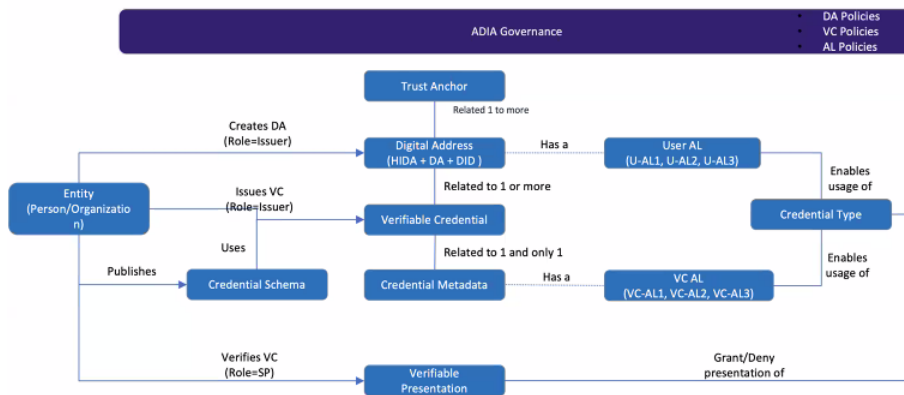 ADIA Governance
• DA Policies
• VC Policies
• AL Policies
Trust Anchor
Related 1 to more
Creates DA
(Role=Issuer)
Digital Address
(HIDA + DA + DID )
Has a
User AL
(U-AL1, U-AL2, U-AL3)
Enables
usage of
Entity
(Person/Organizatio
n)
Issues VC
(Role=Issuer)
Related to 1 or more
Verifiable Credential
Credential Type
Uses
Related to 1 and only 1
Enables
usage of
Publishes
Credential Schema
Credential Metadata
Has a
VC AL
(VC-AL1, VC-AL2, VC-AL3)
Verifies VC
(Role=SP)
Verifiable
Presentation
Grant/Deny
presentation of